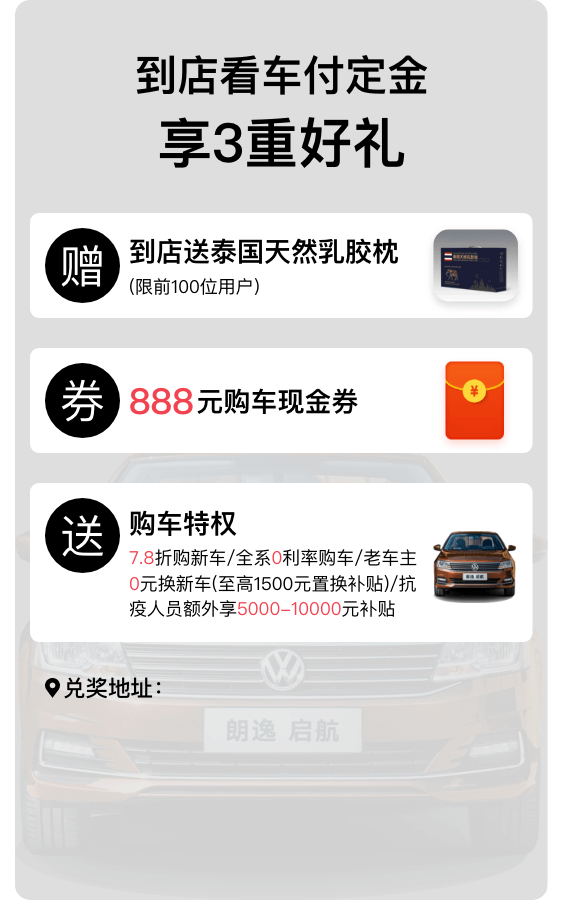 到店看车付定金
享3重好礼
赠
到店送泰国天然乳胶枕
(限前100位用户)
券
888元购车现金券
送
购车特权
7.8折购新车/全系0利率购车/老车主
0元换新车(至高1500元置换补贴)/抗
疫人员额外享5000-10000元补贴
朗逸 启航
兑奖地址：
朗逸 启航